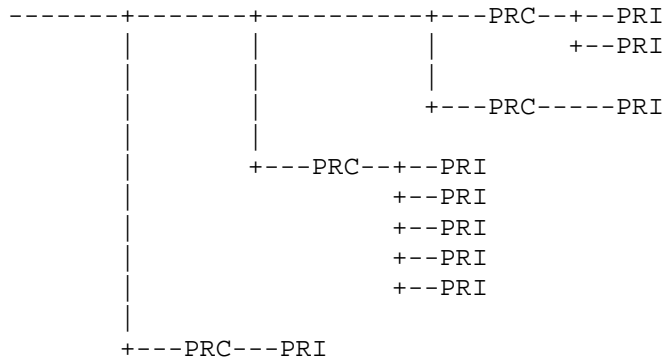 -------+-------+-----------+---PRC--+--PRI
       |       |           |        +--PRI
       |       |           |
       |       |           +---PRC-----PRI
       |       |
       |       +---PRC--+--PRI
       |                +--PRI
       |                +--PRI
       |                +--PRI
       |                +--PRI
       |
       +---PRC---PRI